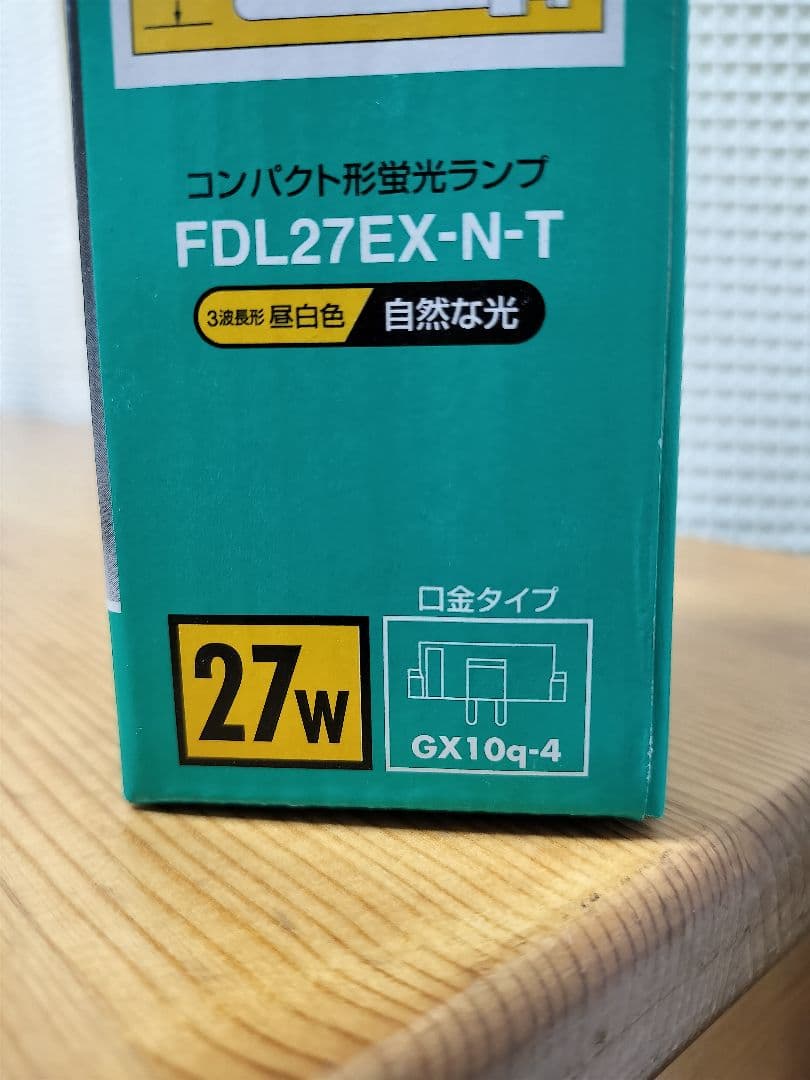 コンパクト形蛍光ランプ
FDL27EX-N-T
3波長形 昼白色 自然な光
口金タイプ
27W
GX10q-4